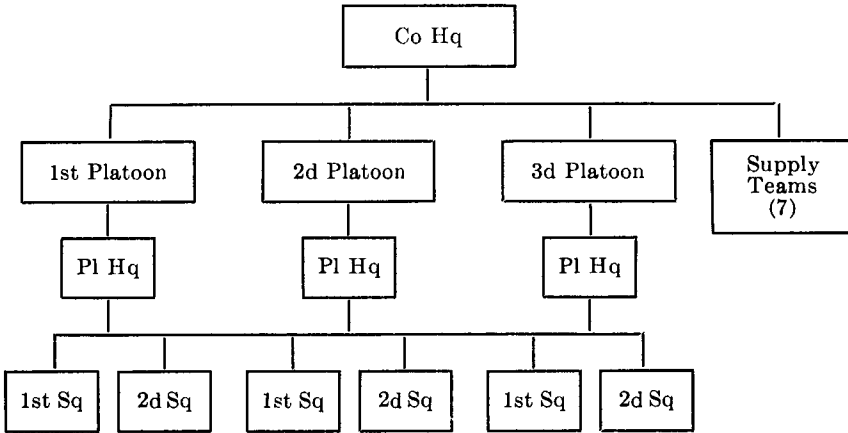 Co Hq
1st Platoon
2d Platoon
3d Platoon
Supply
Teams
(7)
Pl Hq
Pl Hq
Pl Hq
1st Sq
2d Sq
1st Sq
2d Sq
1st Sq
2d Sq